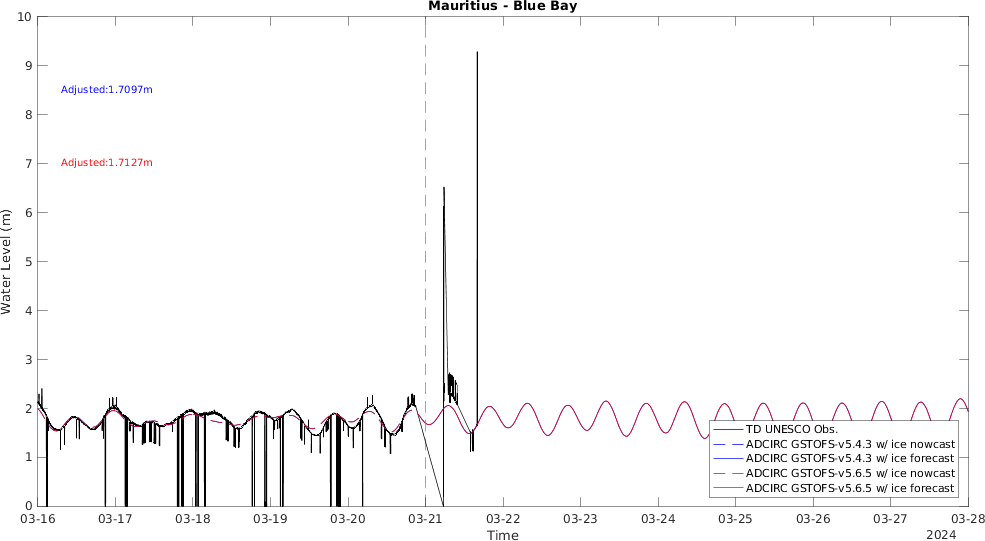 Mauritius - Blue Bay
10
9
8
7
6
5
4
3
2
1
0
Water Level (m)
Adjusted:1.7097m
Adjusted:1.7127m
TD UNESCO Obs.
ADCIRC GSTOFS-v5.4.3 w/ ice nowcast
ADCIRC GSTOFS-v5.4.3 w/ ice forecast
ADCIRC GSTOFS-v5.6.5 w/ ice nowcast
ADCIRC GSTOFS-v5.6.5 w/ ice forecast
03-16 03-17 03-18 03-19 03-20 03-21 03-22 03-23 03-24 03-25 03-26 03-27 03-28
Time
2024